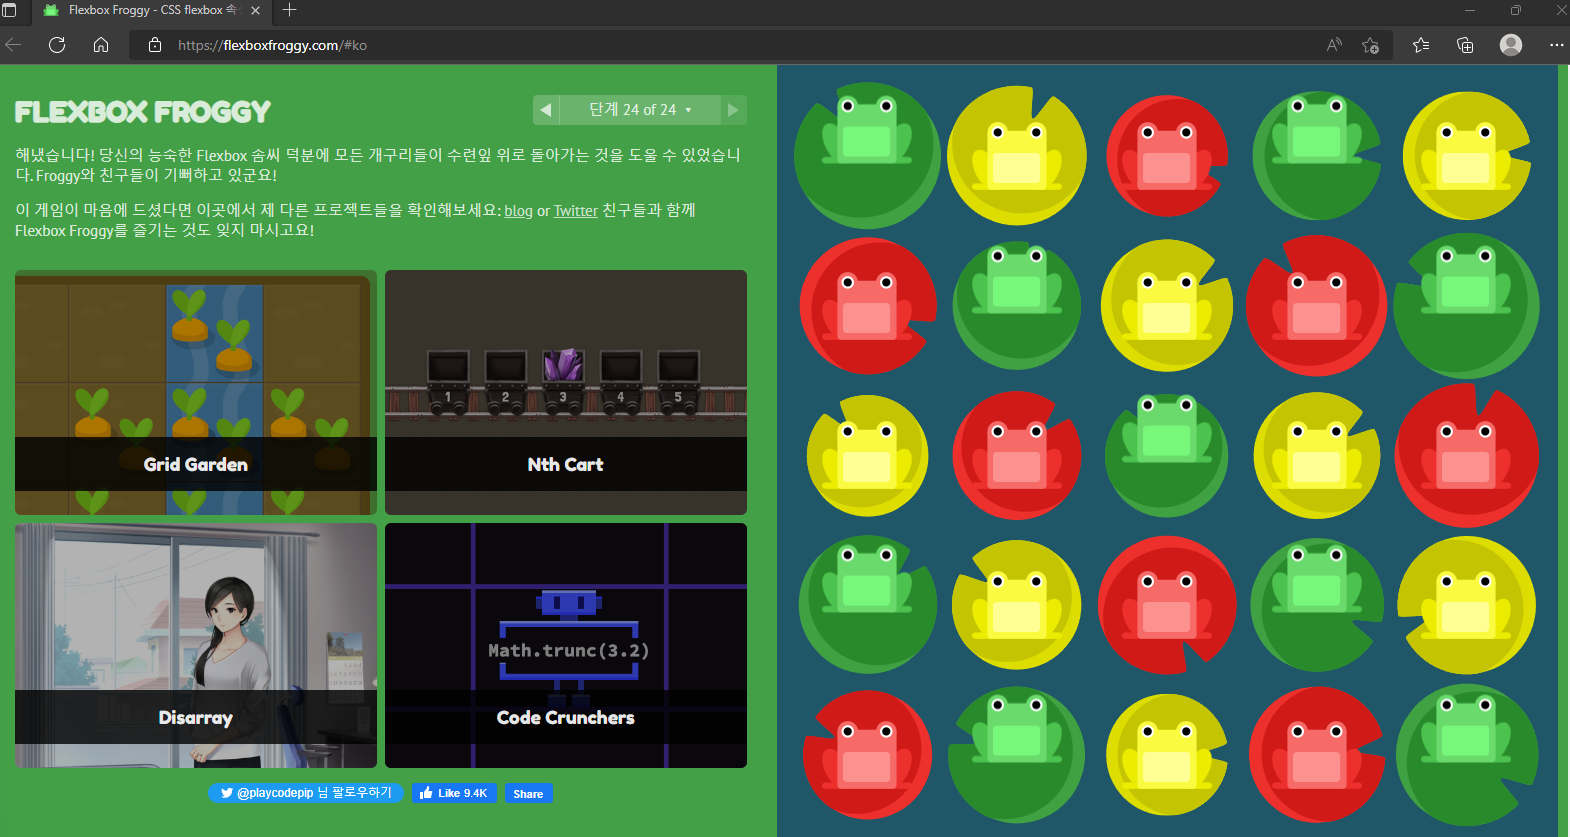 Flexbox Froggy - CSS flexbox 속
https://flexboxfroggy.com/#ko
FLEXBOX FROGGY
단계 24 of 24
해냈습니다! 당신의 능숙한 Flexbox 솜씨 덕분에 모든 개구리들이 수련잎 위로 돌아가는 것을 도울 수 있었습니
다. Froggy와 친구들이 기뻐하고 있군요!
이 게임이 마음에 드셨다면 이곳에서 제 다른 프로젝트들을 확인해보세요: blog or Twitter 친구들과 함께
Flexbox Froggy를 즐기는 것도 잊지 마시고요!
1 2 3 4 5
Grid Garden
Nth Cart
Math.trunc(3.2)
Disarray
Code Crunchers
@playcodepip 님 팔로우하기
Like 9.4K
Share